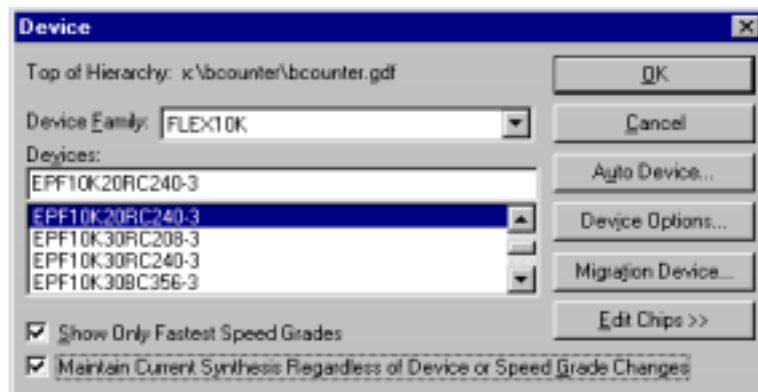 Device
Top of Hierarchy: x:\bcounter\bcounter.gdf
OK
Device Family: FLEX10K
Cancel
Devices:
EPF10K20RC240-3
Auto Device...
EPF10K20RC240-3
EPF10K30RC208-3
EPF10K30RC240-3
EPF10K30BC356-3
Device Options...
Migration Device...
Edit Chips >>
Show Only Fastest Speed Grades
Maintain Current Synthesis Regardless of Device or Speed Grade Changes